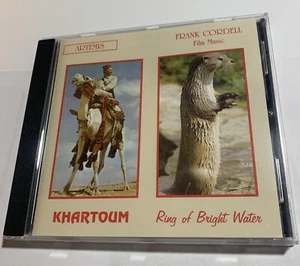 ARTEMIS
FRANK CORDELL
Film Music
KHARTOUM
Ring of Bright Water